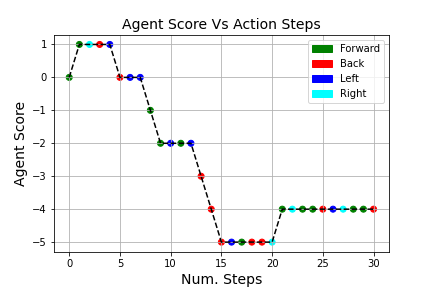 Agent Score Vs Action Steps
Forward
Back
Left
Right
1
0
−1
−2
−3
−4
−5
Agent Score
0 5 10 15 20 25 30
Num. Steps